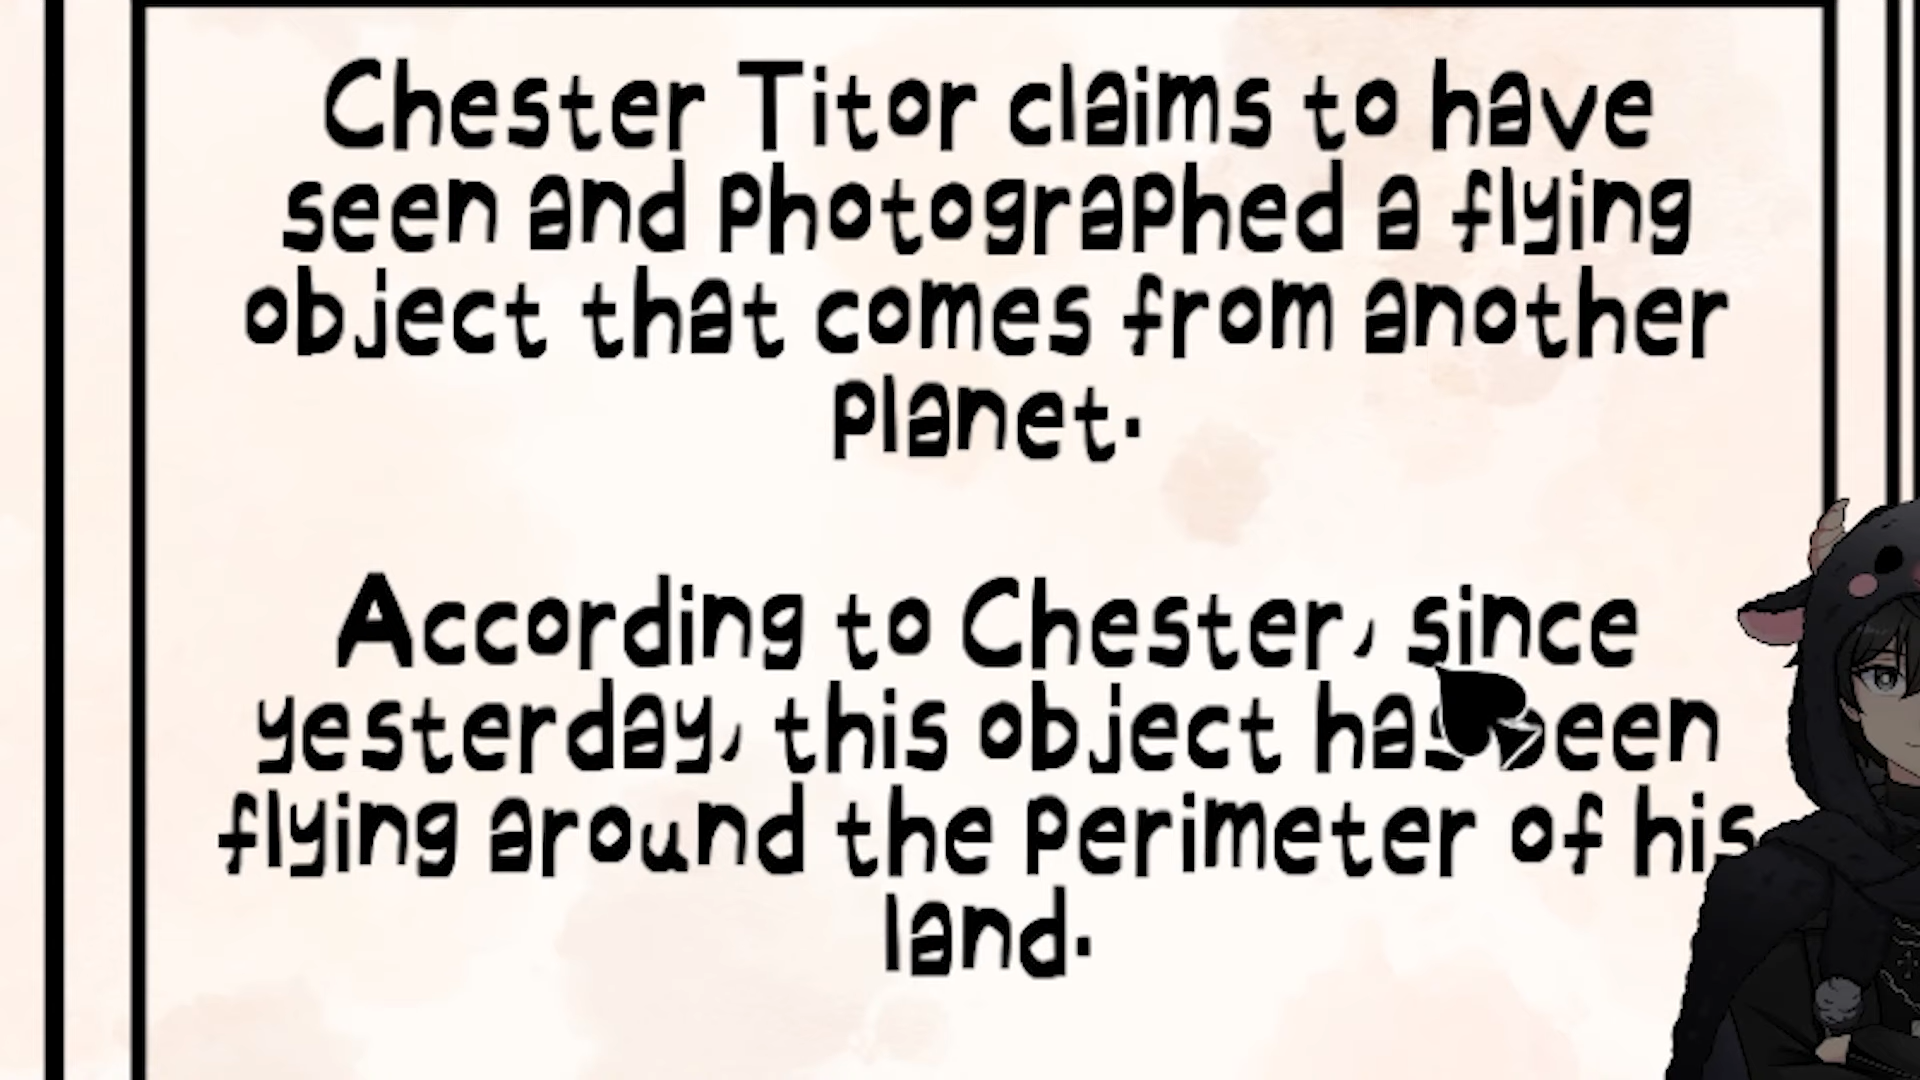 Chester Titor claims to have
seen and photographed a flying
object that comes from another
planet.
According to Chester, since
yesterday, this object has been
flying around the perimeter of his
land.